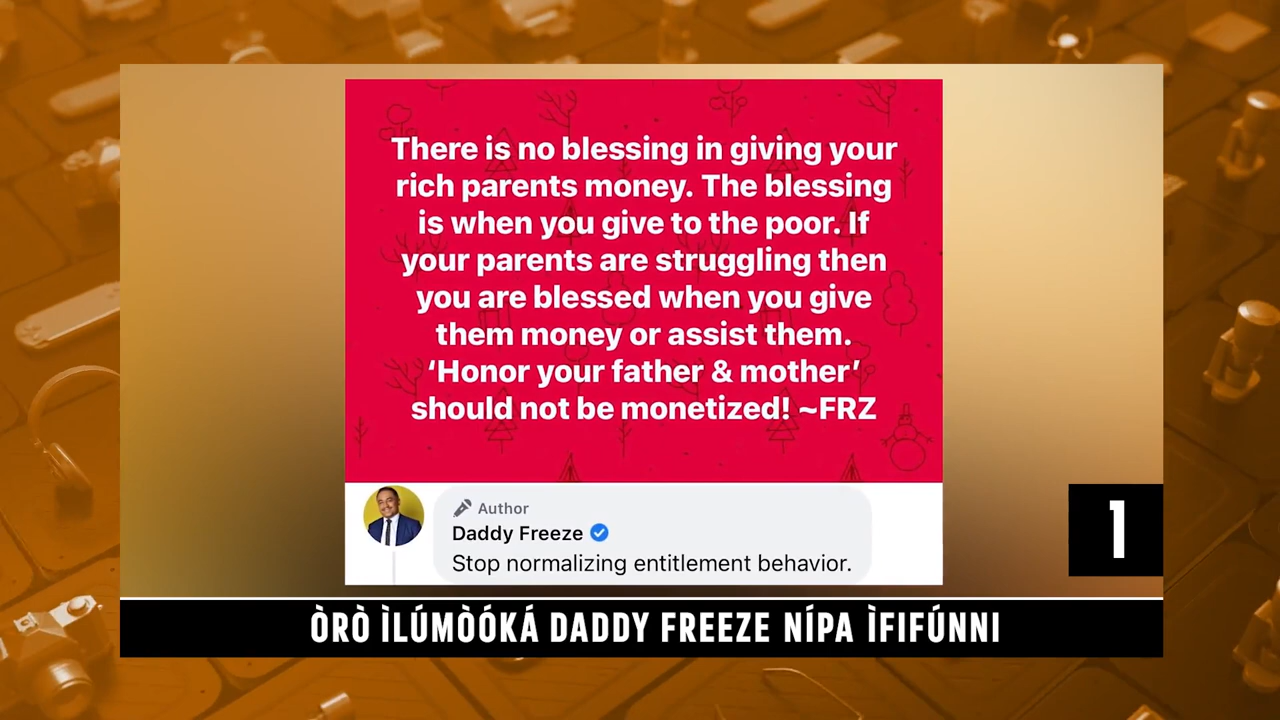 There is no blessing in giving your
rich parents money. The blessing
is when you give to the poor. If
your parents are struggling then
you are blessed when you give
them money or assist them.
‘Honor your father & mother’
should not be monetized! ~FRZ
Author
Daddy Freeze
Stop normalizing entitlement behavior.
1
ÒRÒ ÌLÚMÒÓKÁ DADDY FREEZE NÍPA ÌFIFÚNNI